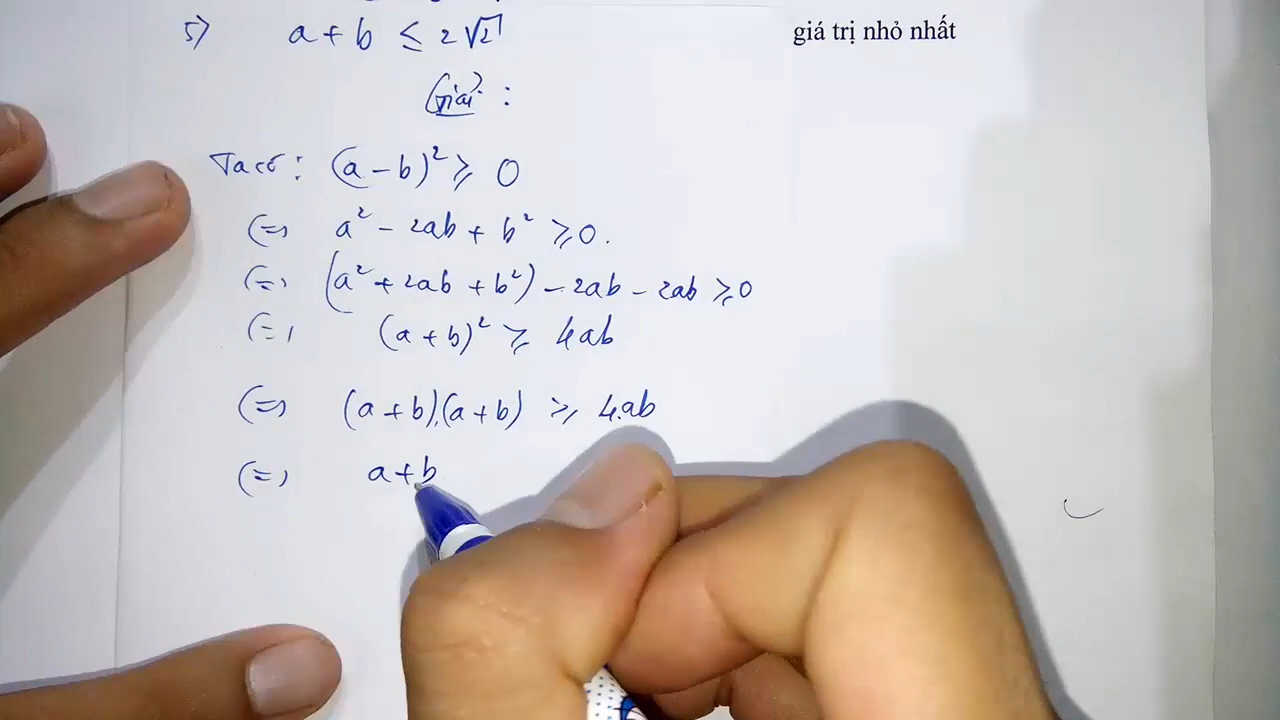 5) a + b ≤ 2√2
giá trị nhỏ nhất
Giải :
Ta có : (a - b)² ≥ 0
(=) a² - 2ab + b² ≥ 0.
(=) (a² + 2ab + b²) - 2ab - 2ab ≥ 0
(=) (a + b)² ≥ 4ab
(=) (a + b).(a + b) ≥ 4.ab
(=) a + b